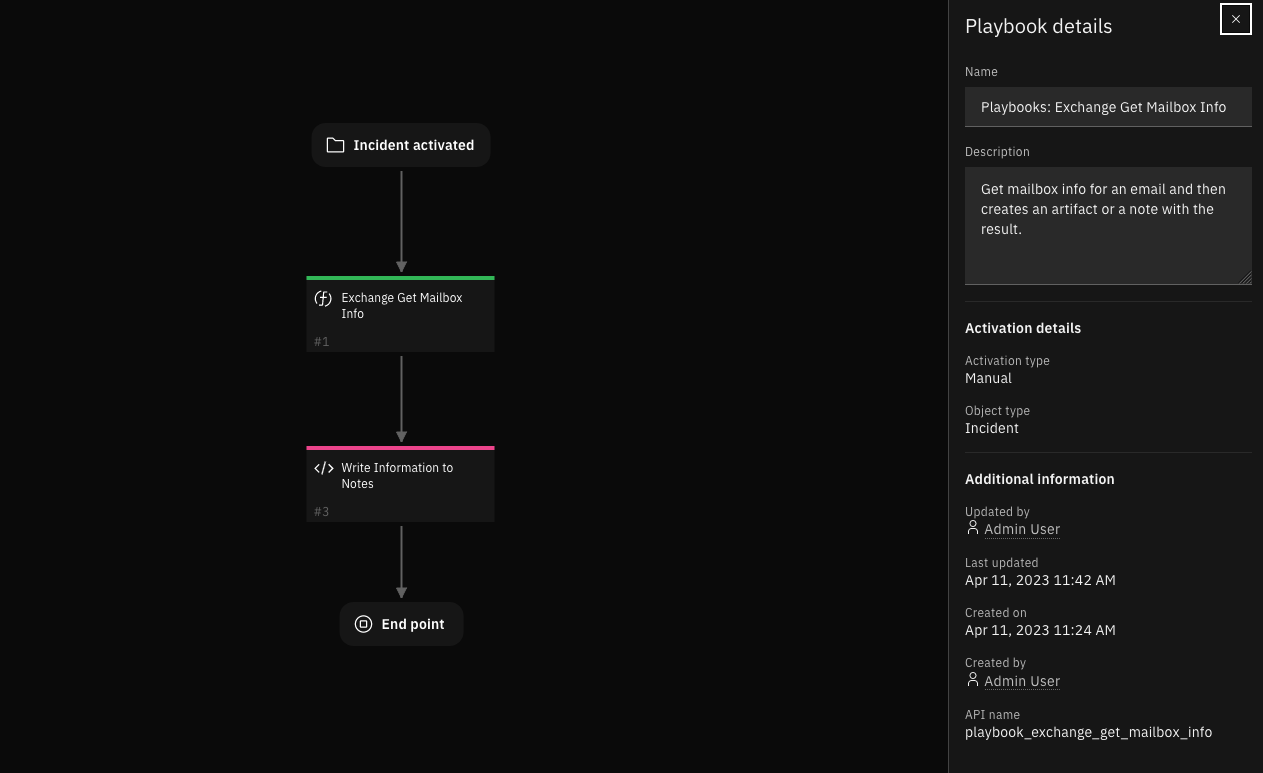 Incident activated
Exchange Get Mailbox
Info
#1
Write Information to
Notes
#3
End point
Playbook details
Name
Playbooks: Exchange Get Mailbox Info
Description
Get mailbox info for an email and then
creates an artifact or a note with the
result.
Activation details
Activation type
Manual
Object type
Incident
Additional information
Updated by
Admin User
Last updated
Apr 11, 2023 11:42 AM
Created on
Apr 11, 2023 11:24 AM
Created by
Admin User
API name
playbook_exchange_get_mailbox_info